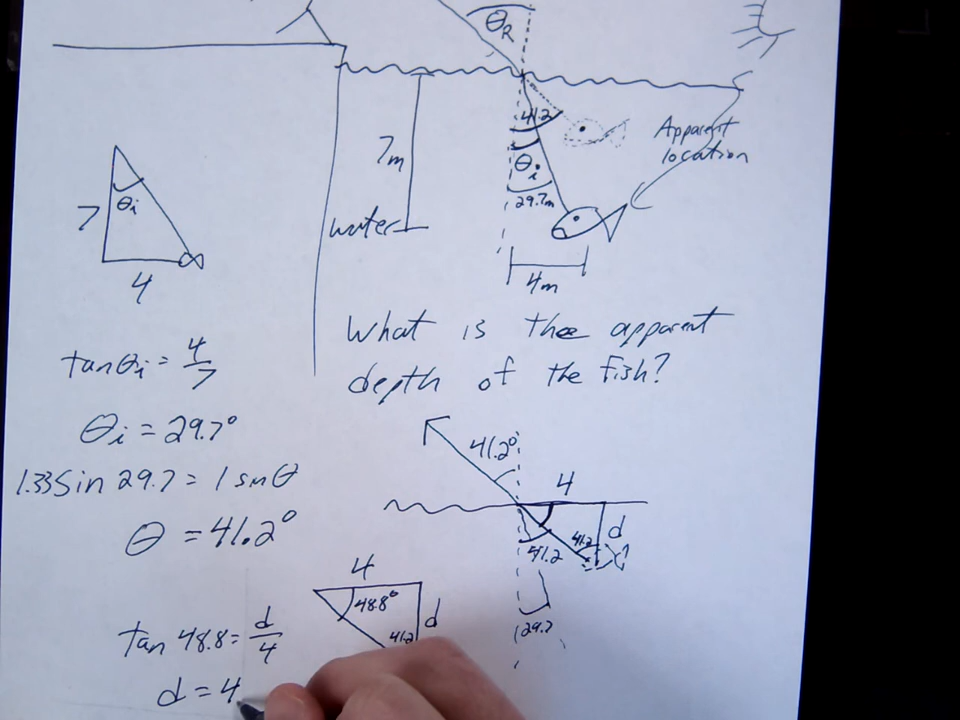 θR
7m
water
41.2
θi
29.7m
4m
Apparent
location
7
θi
4
What is the apparent
depth of the fish?
tanθi = 4/7
θi = 29.7°
1.33 sin 29.7 = 1 sinθ
θ = 41.2°
41.2°
4
d
41.2
41.2
29.7
4
48.8°
41.2
d
tan 48.8 = d/4
d = 4